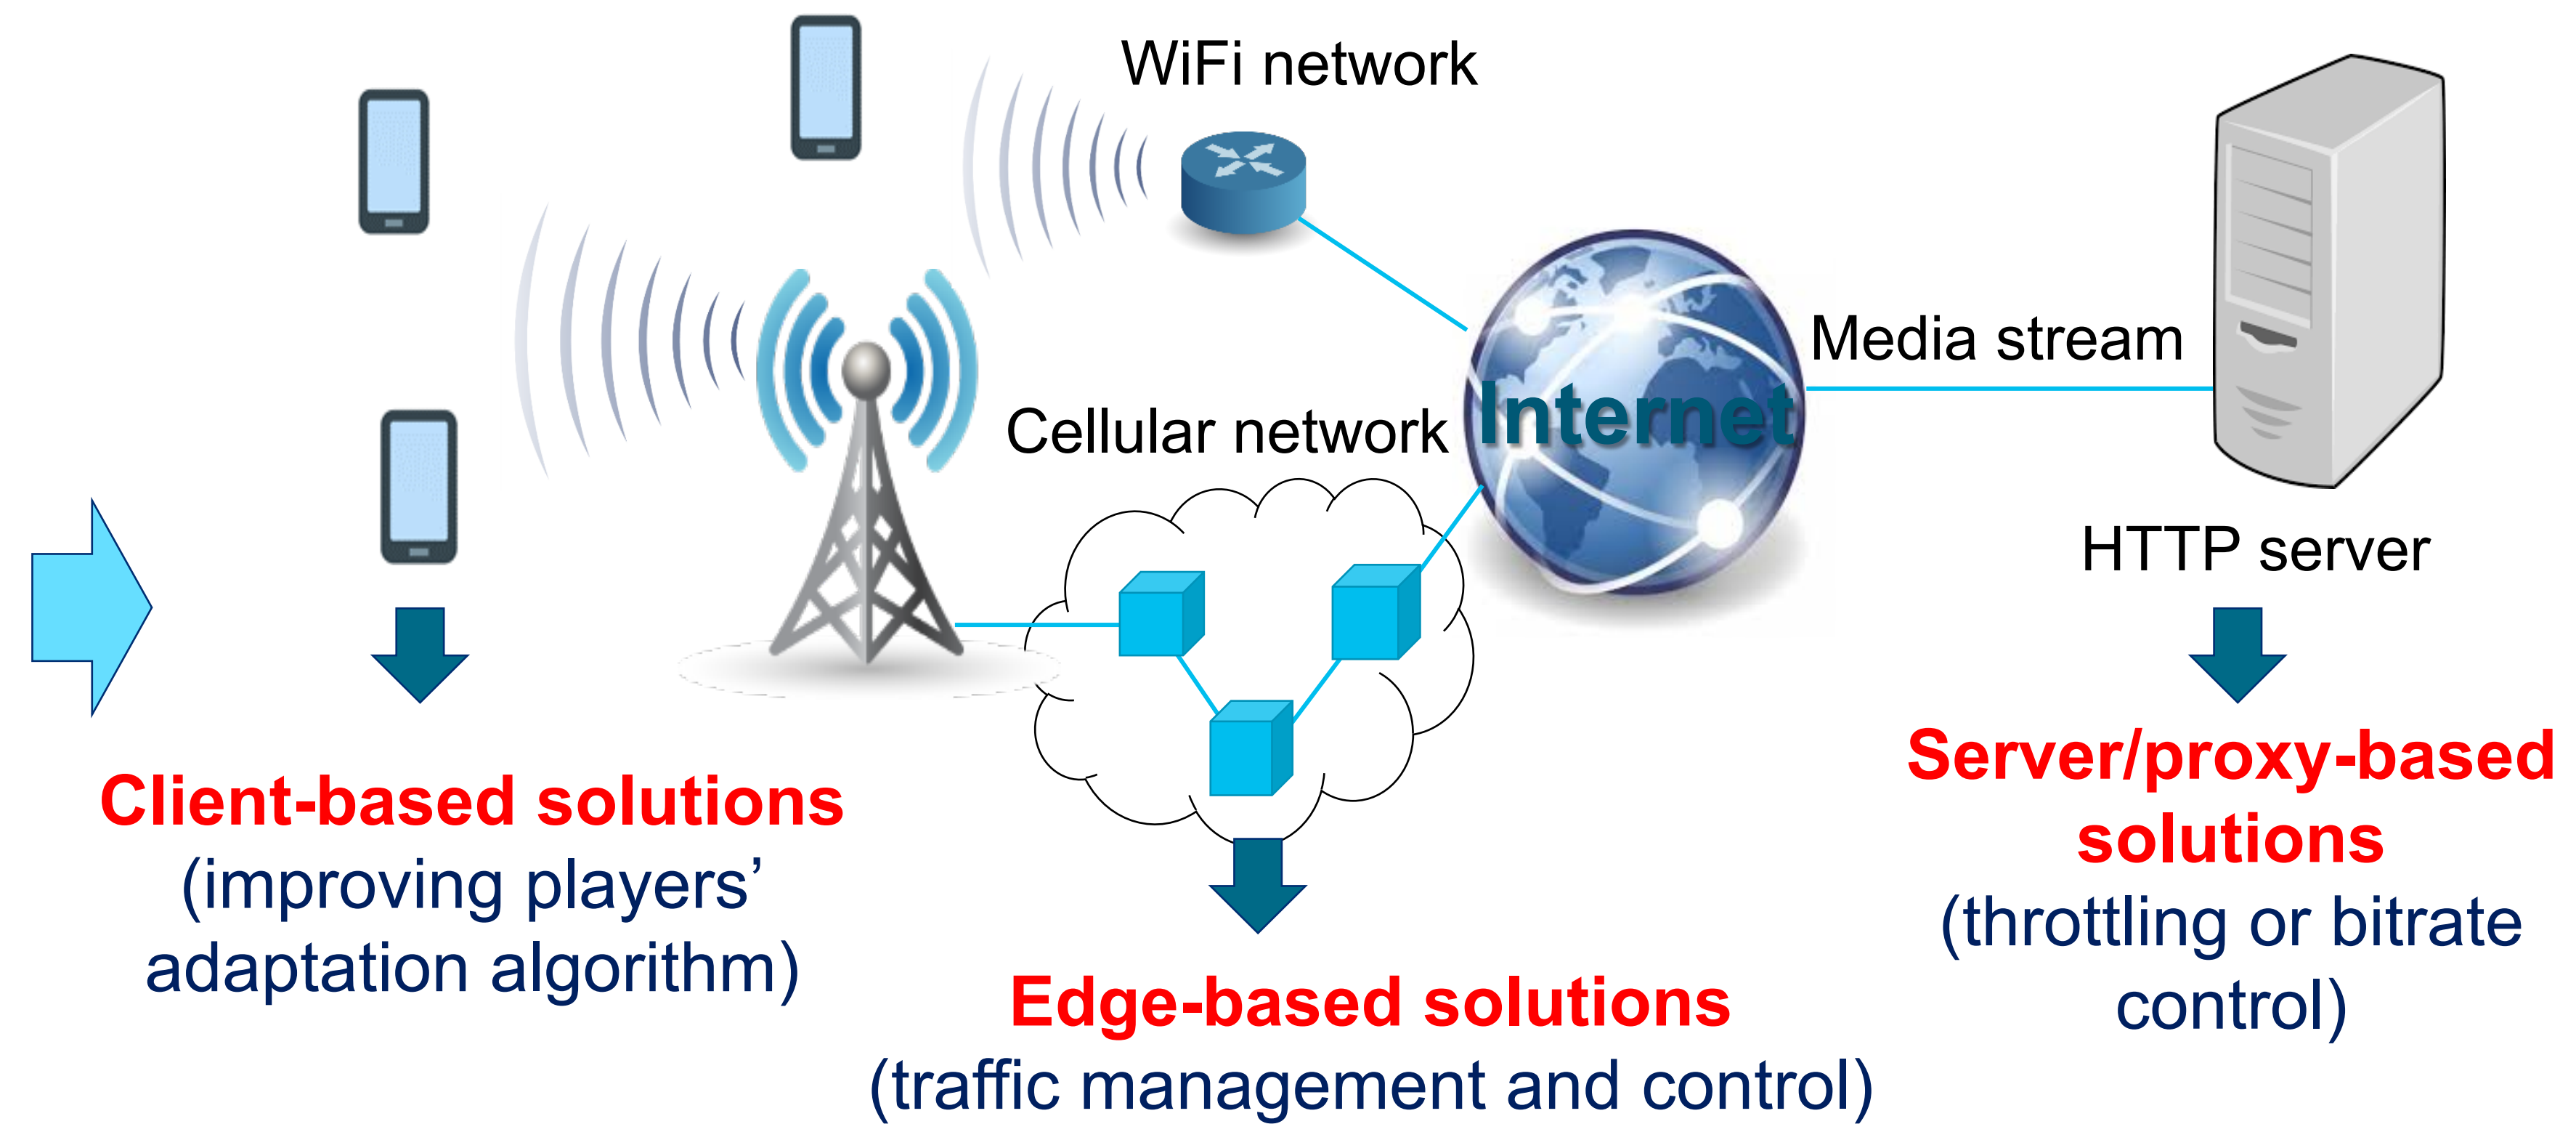 WiFi network
Media stream
Internet
Cellular network
HTTP server
Client-based solutions
(improving players’
adaptation algorithm)
Edge-based solutions
(traffic management and control)
Server/proxy-based
solutions
(throttling or bitrate
control)